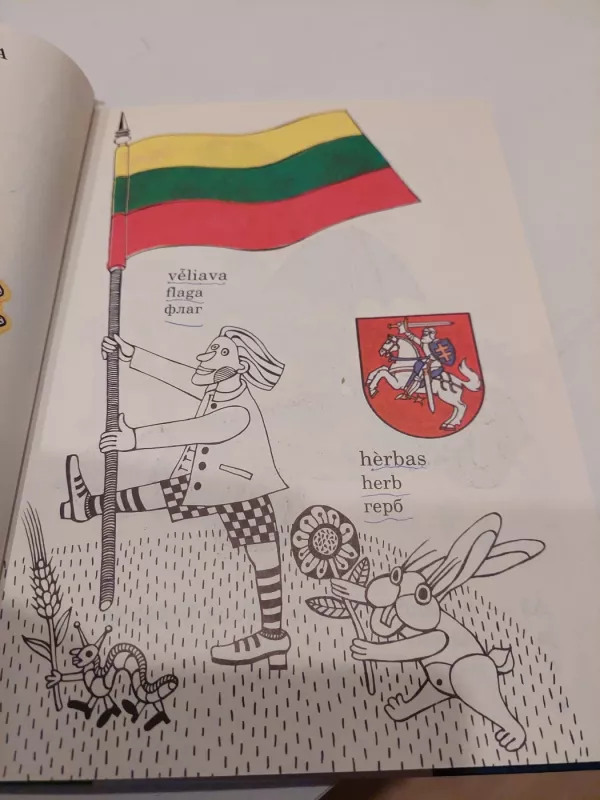 A
vė́liava
flaga
флаг
hèrbas
herb
герб